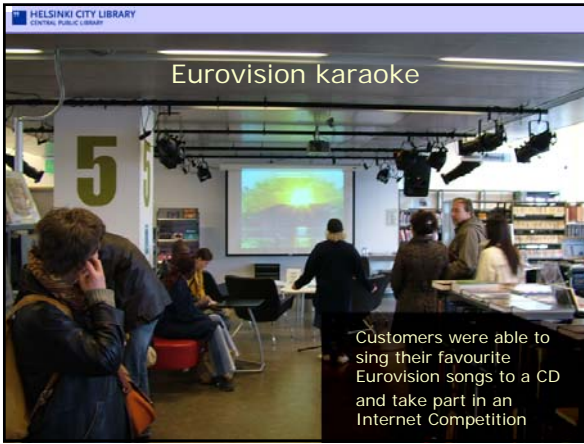 HELSINKI CITY LIBRARY
CENTRAL PUBLIC LIBRARY
Eurovision karaoke
5
Customers were able to
sing their favourite
Eurovision songs to a CD
and take part in an
Internet Competition